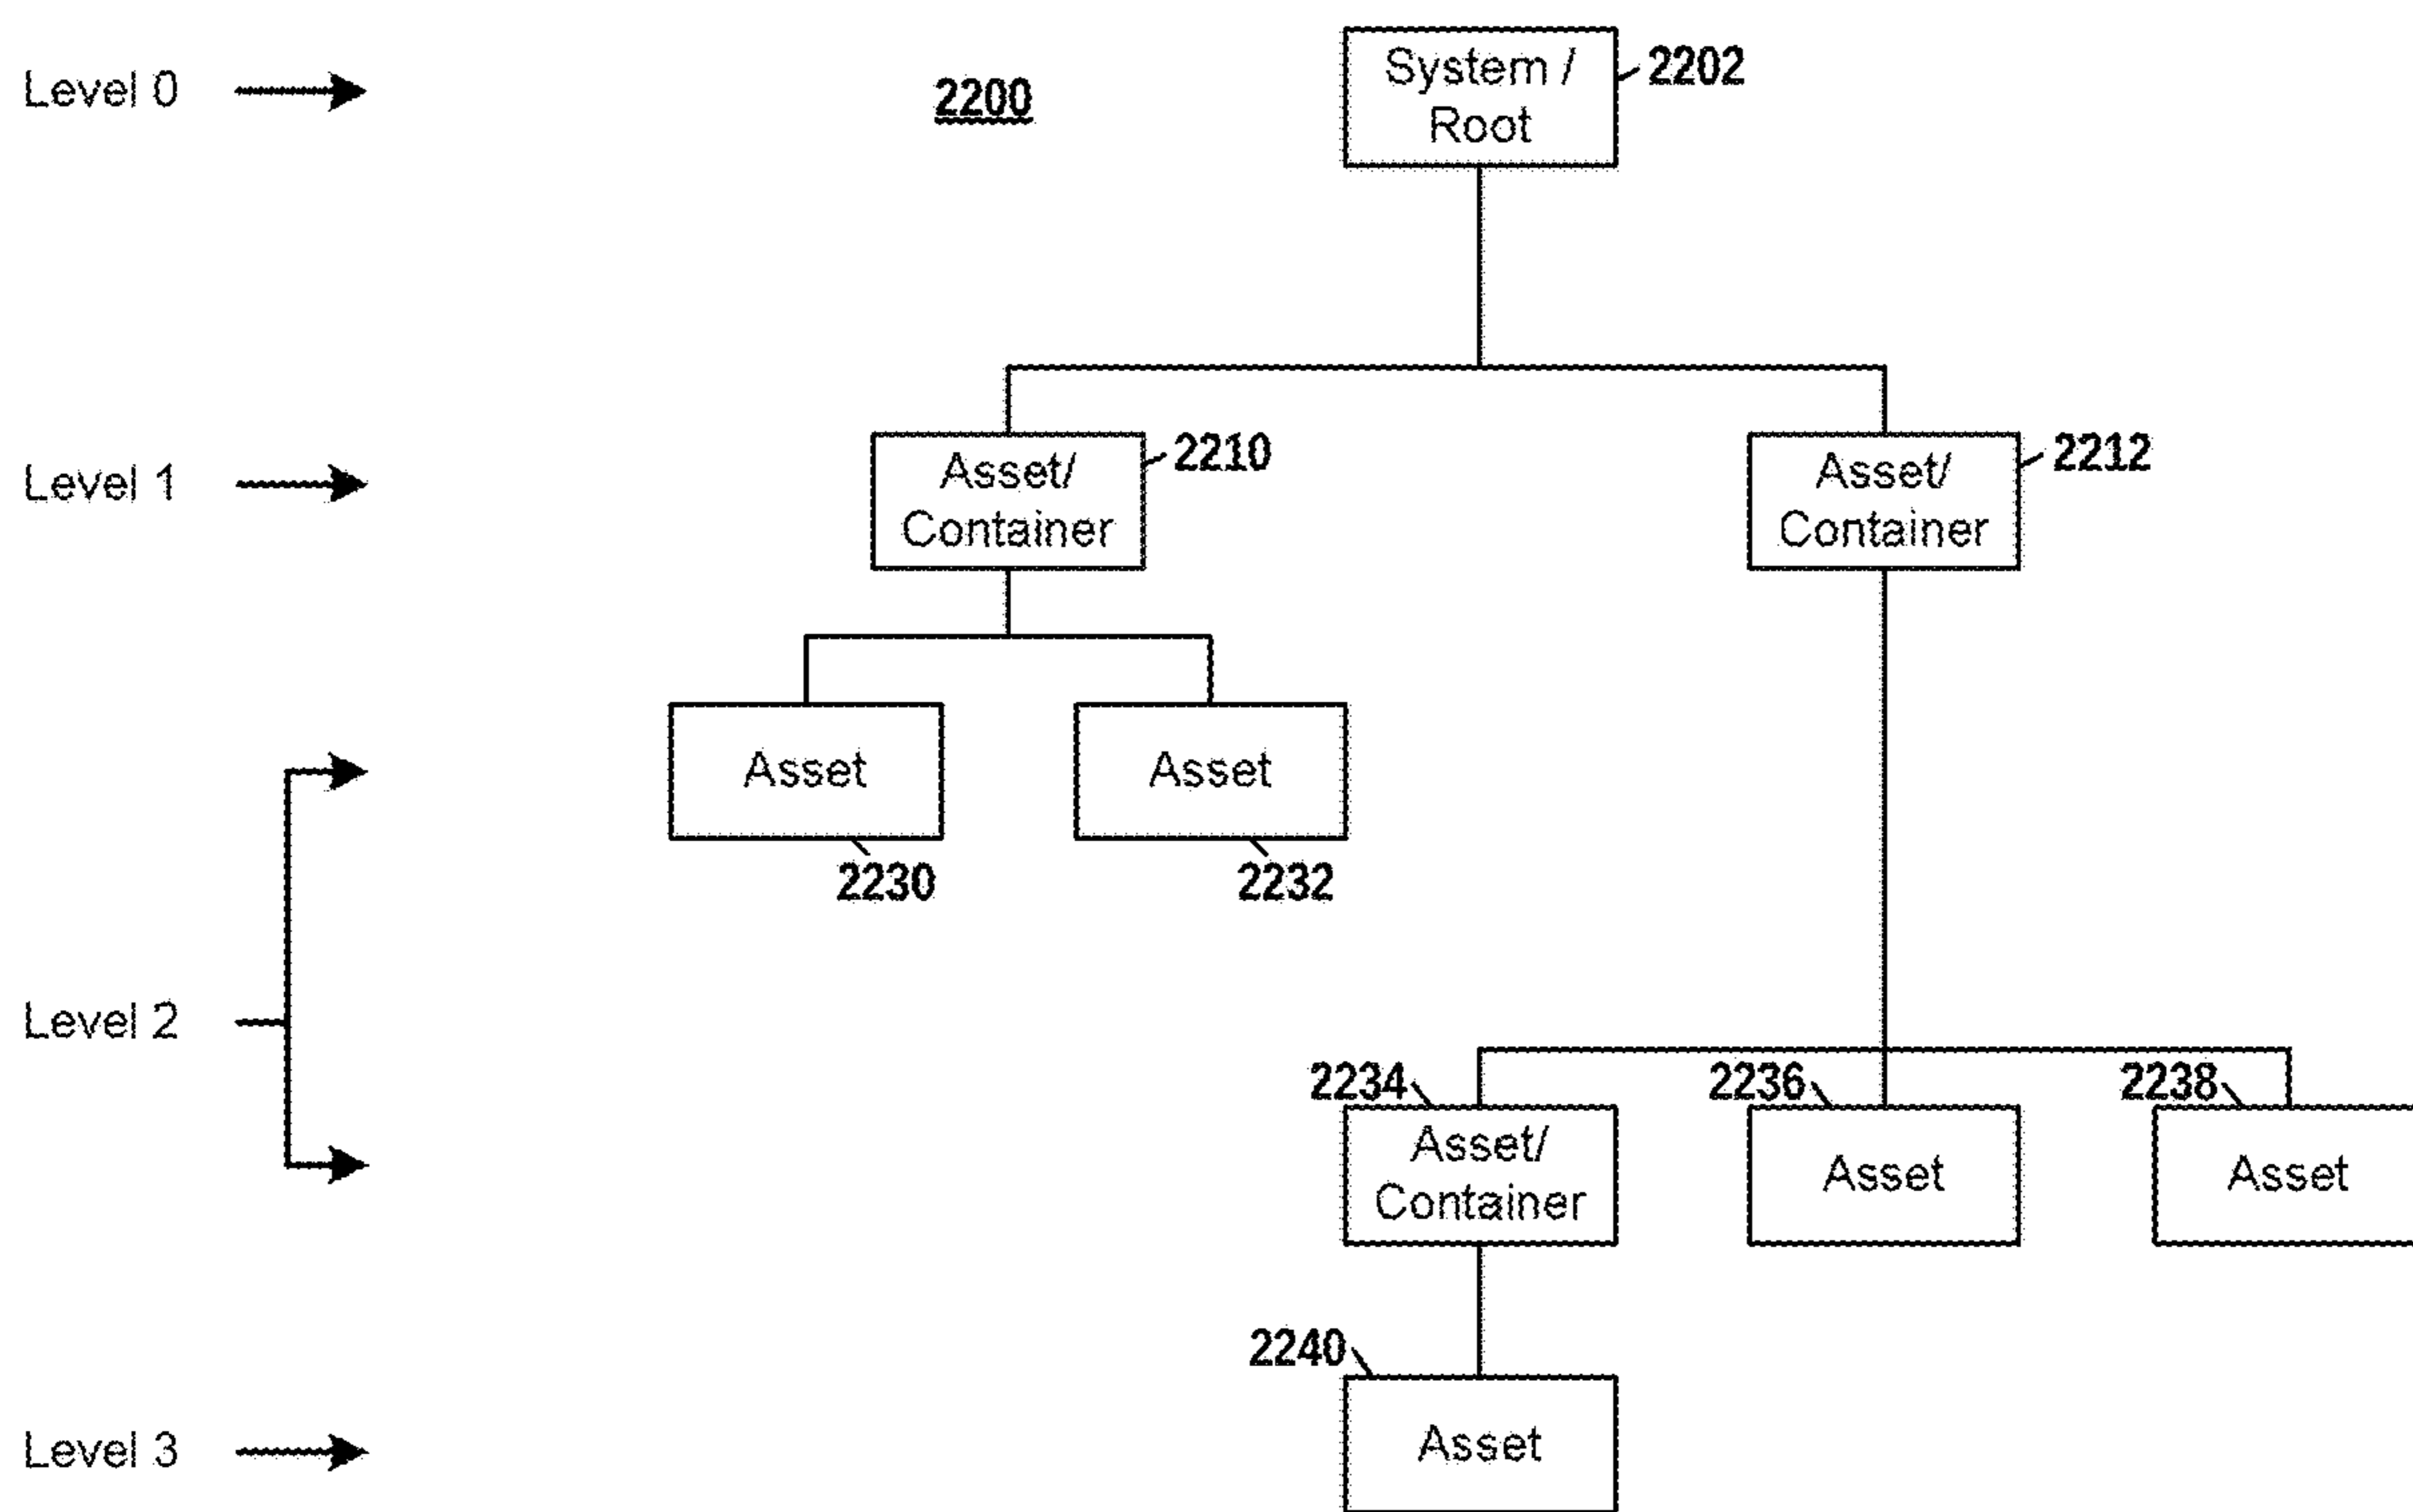 Level 0
2200
System /
Root
2202
Level 1
Asset/
Container
2210
Asset/
Container
2212
Asset
2230
Asset
2232
Level 2
2234
Asset/
Container
2236
Asset
2238
Asset
2240
Level 3
Asset